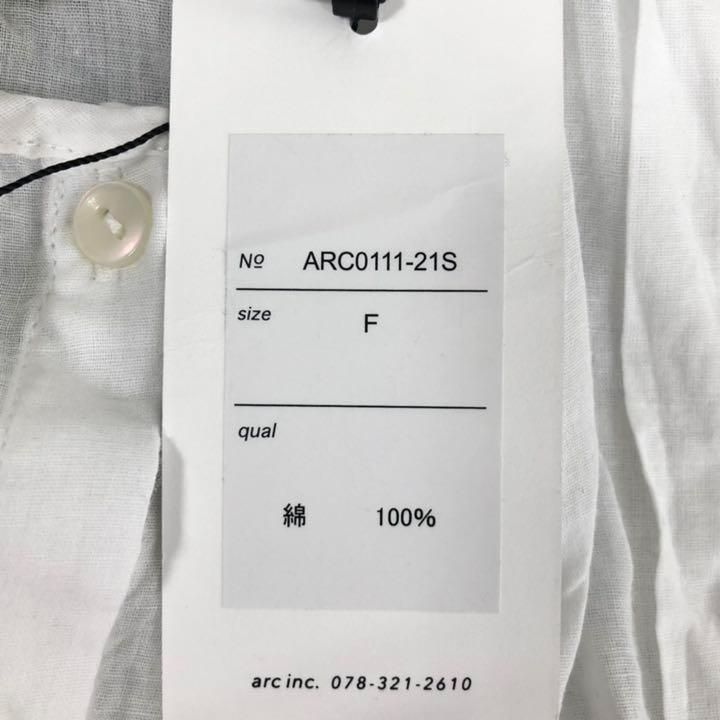 № ARC0111-21S
size F
qual
綿 100%
arc inc. 078-321-2610